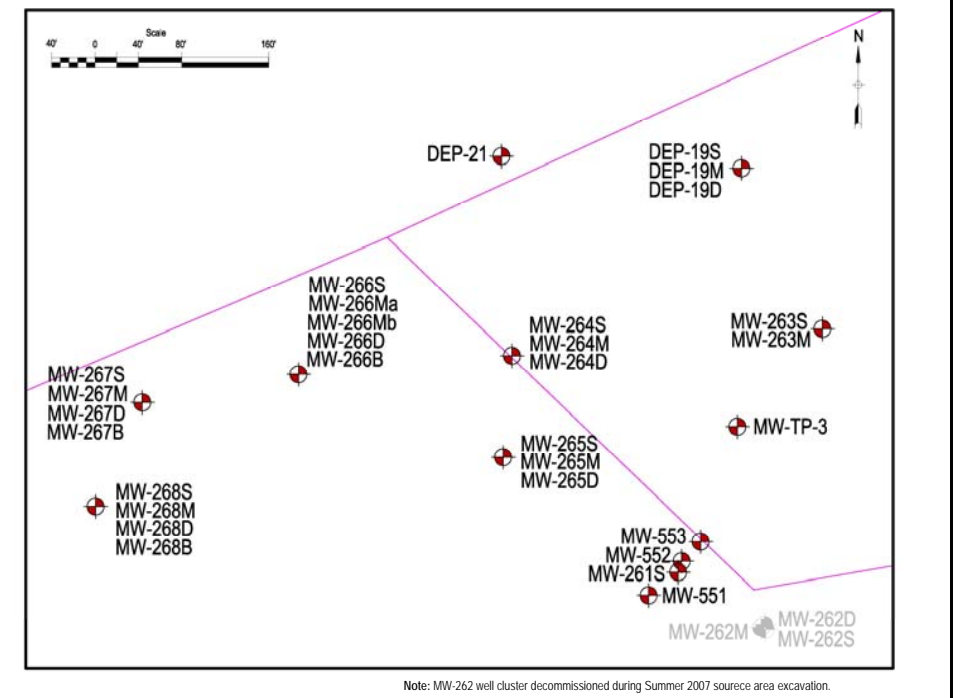 Scale
40' 0 40' 80' 160'
N
DEP-21
DEP-19S
DEP-19M
DEP-19D
MW-266S
MW-266Ma
MW-266Mb
MW-266D
MW-266B
MW-264S
MW-264M
MW-264D
MW-263S
MW-263M
MW-267S
MW-267M
MW-267D
MW-267B
MW-TP-3
MW-265S
MW-265M
MW-265D
MW-268S
MW-268M
MW-268D
MW-268B
MW-553
MW-552
MW-261S
MW-551
MW-262M
MW-262D
MW-262S
Note: MW-262 well cluster decommissioned during Summer 2007 sourece area excavation.